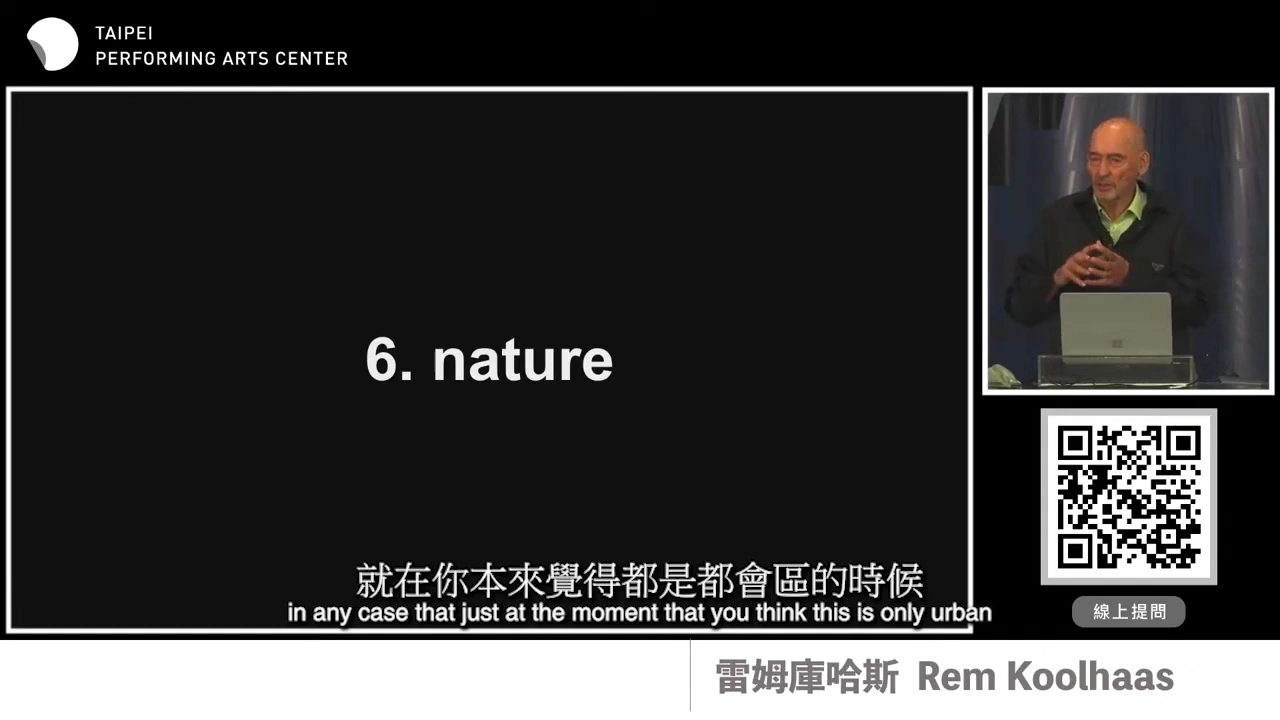 TAIPEI
PERFORMING ARTS CENTER
6. nature
就在你本來覺得都是都會區的時候
in any case that just at the moment that you think this is only urban
線上提問
雷姆庫哈斯 Rem Koolhaas